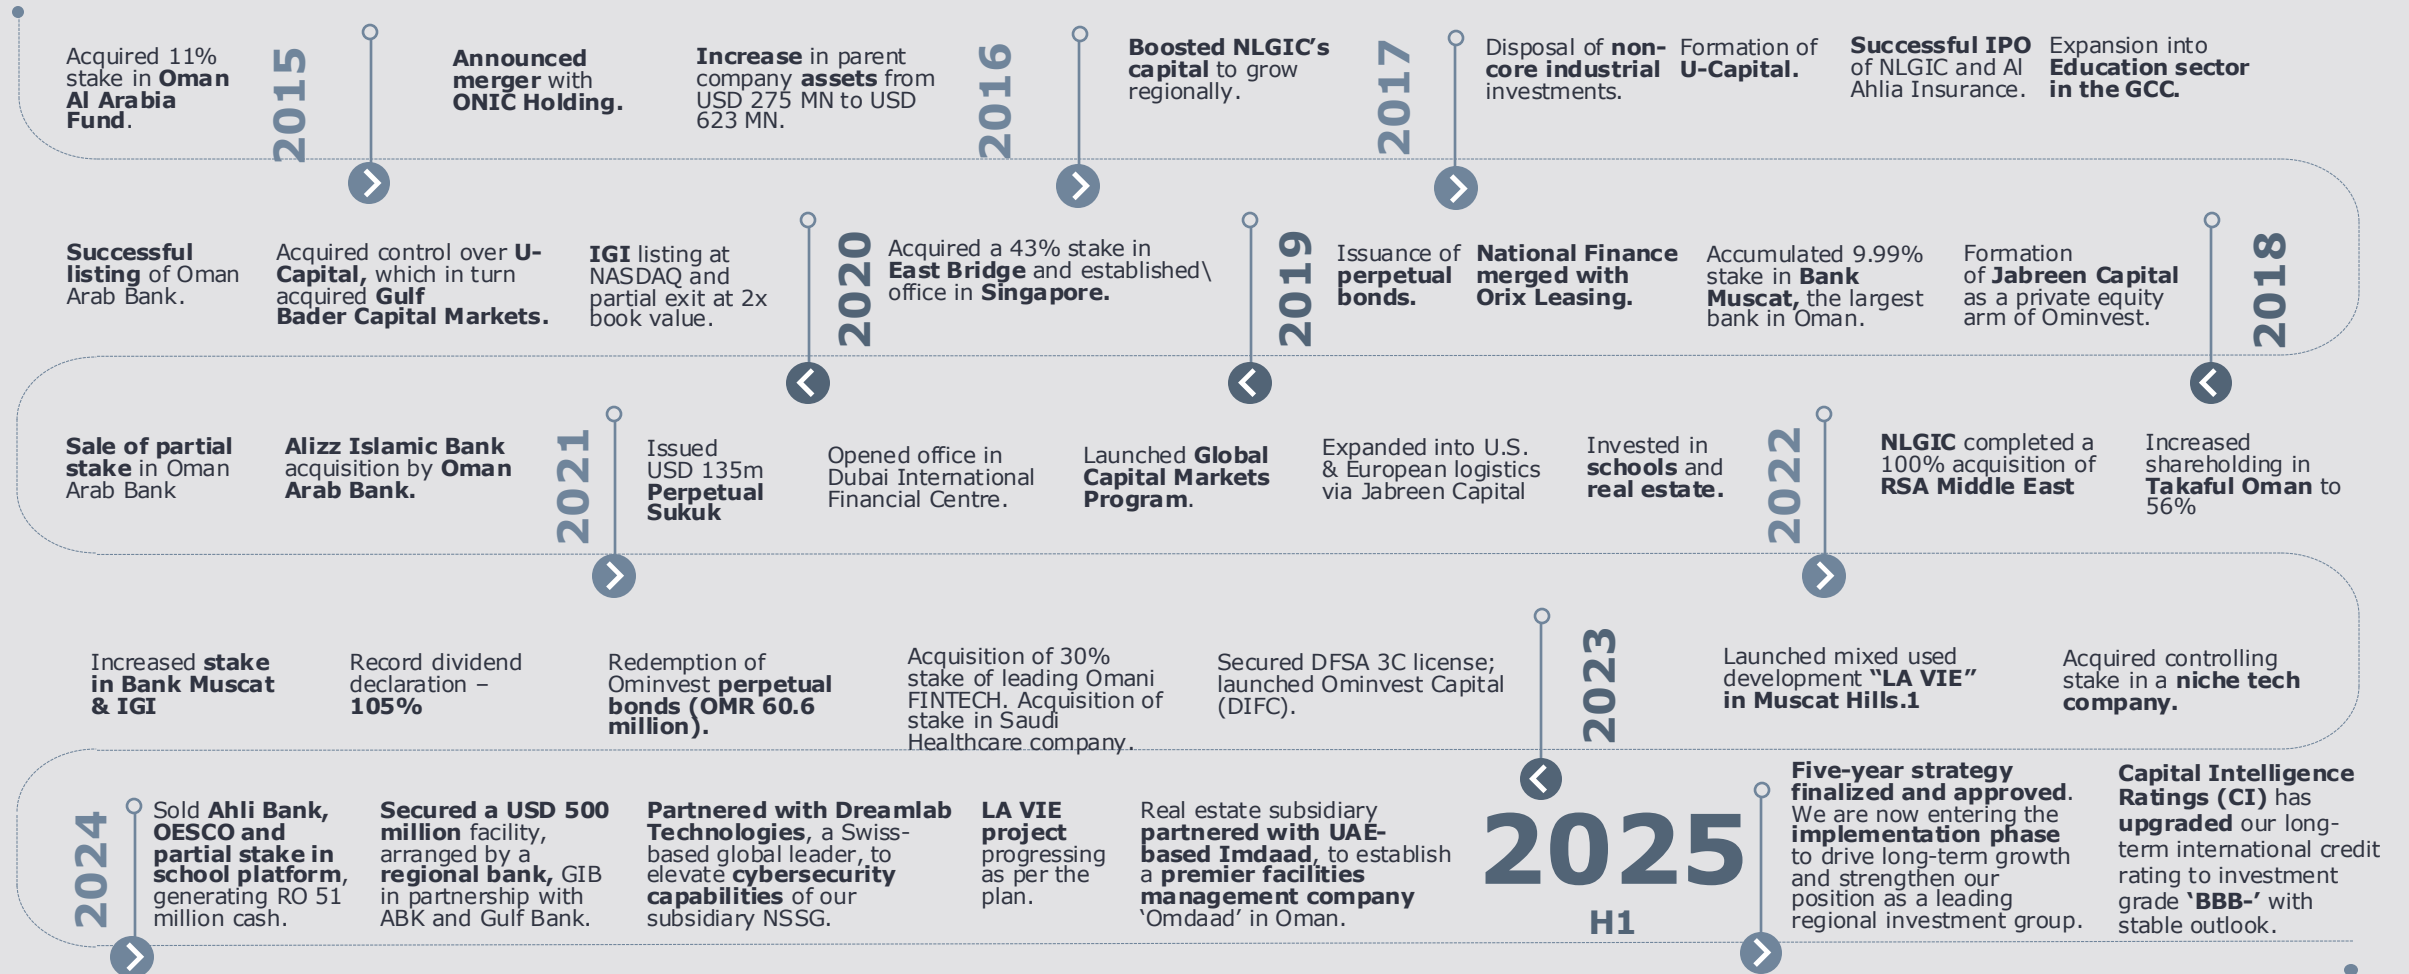 Acquired 11%
stake in Oman
Al Arabia
Fund.
2015
Announced
merger with
ONIC Holding.
Increase in parent
company assets from
USD 275 MN to USD
623 MN.
2016
Boosted NLGIC’s
capital to grow
regionally.
2017
Disposal of non-
core industrial
investments.
Formation of
U-Capital.
Successful IPO
of NLGIC and Al
Ahlia Insurance.
Expansion into
Education sector
in the GCC.
2018
Formation
of Jabreen Capital
as a private equity
arm of Ominvest.
Accumulated 9.99%
stake in Bank
Muscat, the largest
bank in Oman.
National Finance
merged with
Orix Leasing.
Issuance of
perpetual
bonds.
2019
Acquired a 43% stake in
East Bridge and established\
office in Singapore.
2020
IGI listing at
NASDAQ and
partial exit at 2x
book value.
Acquired control over U-
Capital, which in turn
acquired Gulf
Bader Capital Markets.
Successful
listing of Oman
Arab Bank.
Sale of partial
stake in Oman
Arab Bank
Alizz Islamic Bank
acquisition by Oman
Arab Bank.
2021
Issued
USD 135m
Perpetual
Sukuk
Opened office in
Dubai International
Financial Centre.
Launched Global
Capital Markets
Program.
Expanded into U.S.
& European logistics
via Jabreen Capital
Invested in
schools and
real estate.
2022
NLGIC completed a
100% acquisition of
RSA Middle East
Increased
shareholding in
Takaful Oman to
56%
Acquired controlling
stake in a niche tech
company.
Launched mixed used
development “LA VIE”
in Muscat Hills.1
2023
Secured DFSA 3C license;
launched Ominvest Capital
(DIFC).
Acquisition of 30%
stake of leading Omani
FINTECH. Acquisition of
stake in Saudi
Healthcare company.
Redemption of
Ominvest perpetual
bonds (OMR 60.6
million).
Record dividend
declaration –
105%
Increased stake
in Bank Muscat
& IGI
2024
Sold Ahli Bank,
OESCO and
partial stake in
school platform,
generating RO 51
million cash.
Secured a USD 500
million facility,
arranged by a
regional bank, GIB
in partnership with
ABK and Gulf Bank.
Partnered with Dreamlab
Technologies, a Swiss-
based global leader, to
elevate cybersecurity
capabilities of our
subsidiary NSSG.
LA VIE
project
progressing
as per the
plan.
Real estate subsidiary
partnered with UAE-
based Imdaad, to establish
a premier facilities
management company
‘Omdaad’ in Oman.
2025
H1
Five-year strategy
finalized and approved.
We are now entering the
implementation phase
to drive long-term growth
and strengthen our
position as a leading
regional investment group.
Capital Intelligence
Ratings (CI) has
upgraded our long-
term international credit
rating to investment
grade ‘BBB-’ with
stable outlook.